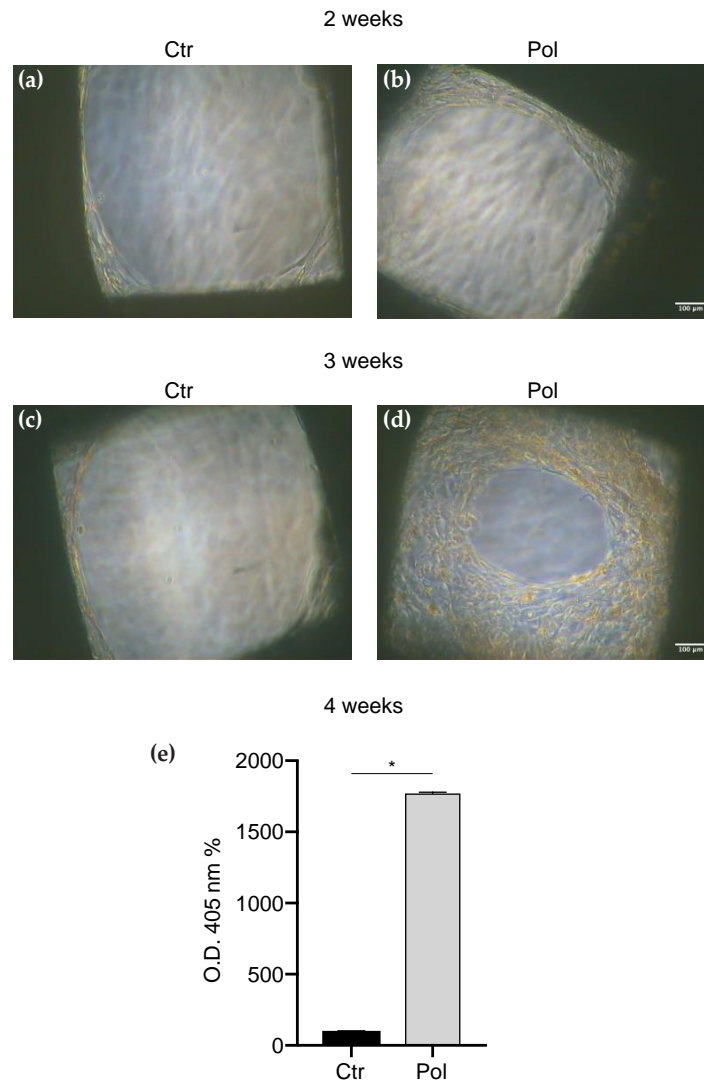 2 weeks
Ctr Pol
(a) (b)
100 µm
3 weeks
Ctr Pol
(c) (d)
100 µm
4 weeks
(e)
2000
1500
1000
500
0
O.D. 405 nm %
*
Ctr Pol